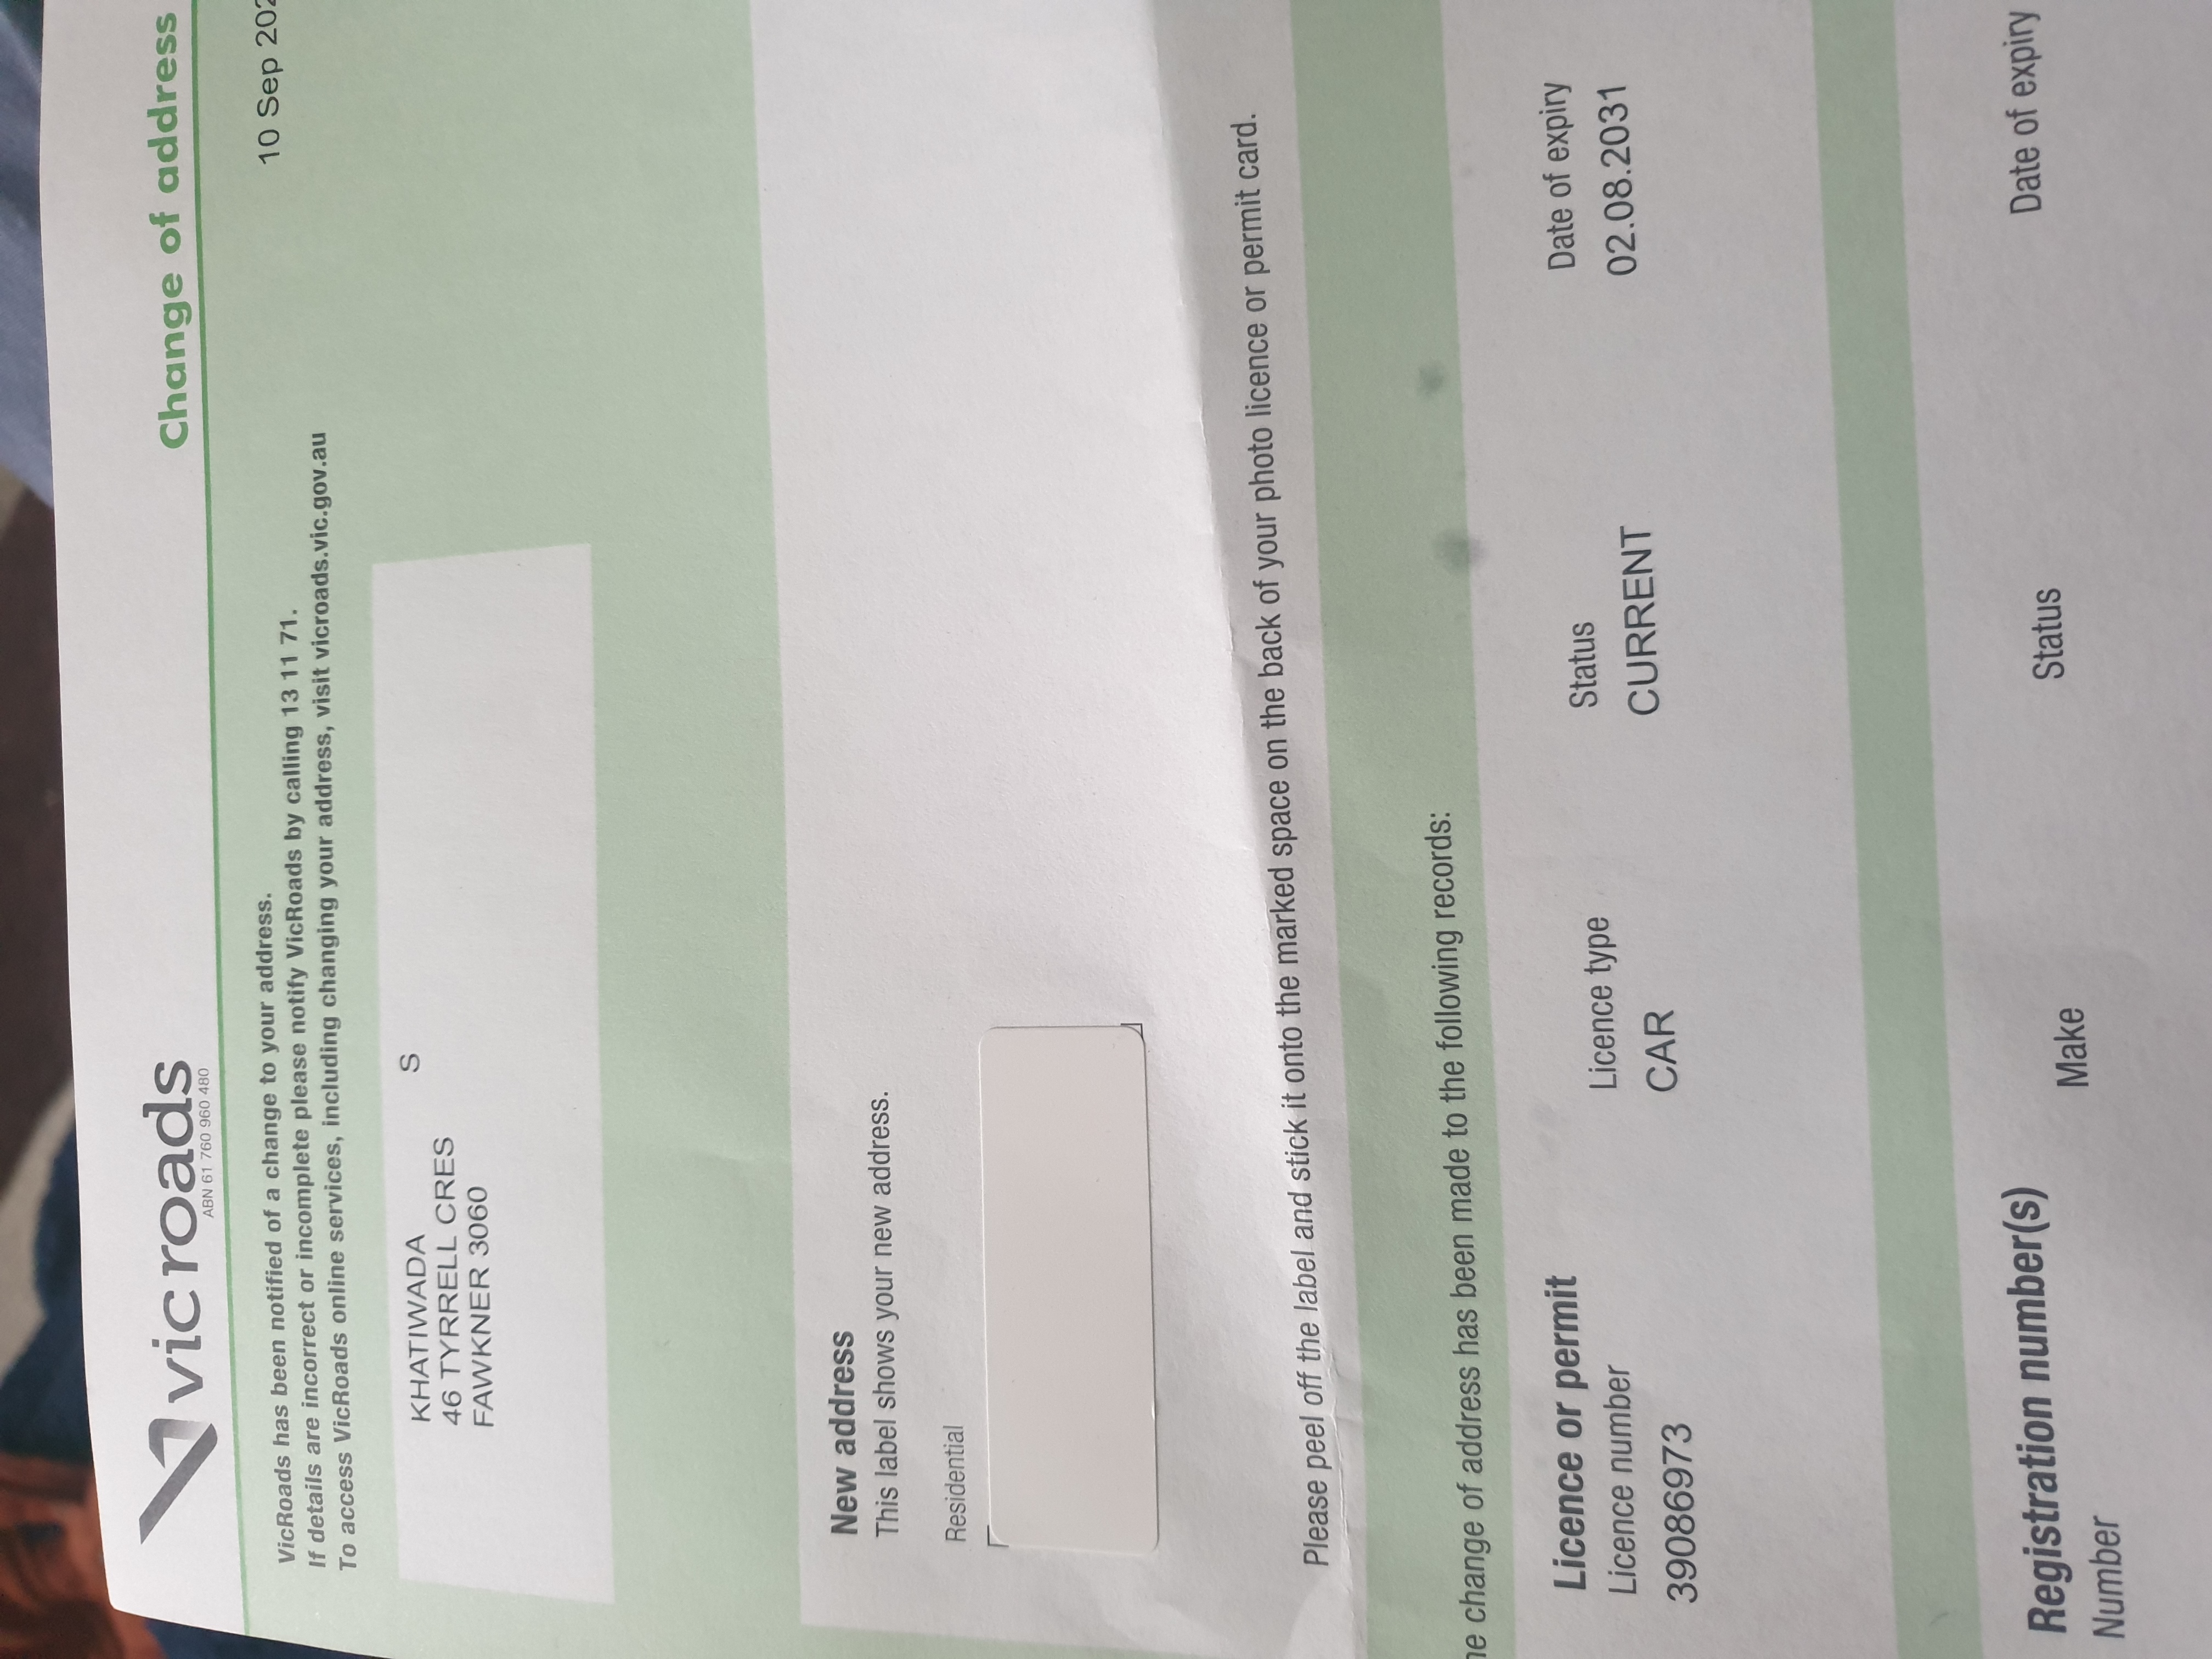 vic roads
ABN 61 760 960 480
Change of address
VicRoads has been notified of a change to your address.
If details are incorrect or incomplete please notify VicRoads by calling 13 11 71.
To access VicRoads online services, including changing your address, visit vicroads.vic.gov.au
10 Sep 202
KHATIWADA S
46 TYRRELL CRES
FAWKNER 3060
New address
This label shows your new address.
Residential
Please peel off the label and stick it onto the marked space on the back of your photo licence or permit card.
he change of address has been made to the following records:
Licence or permit
Licence number Licence type Status Date of expiry
39086973 CAR CURRENT 02.08.2031
Registration number(s)
Number Make Status Date of expiry